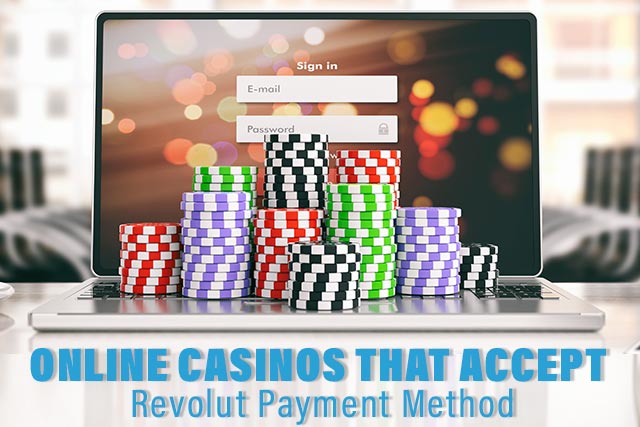 Sign in
E-mail
Password
ONLINE CASINOS THAT ACCEPT
Revolut Payment Method